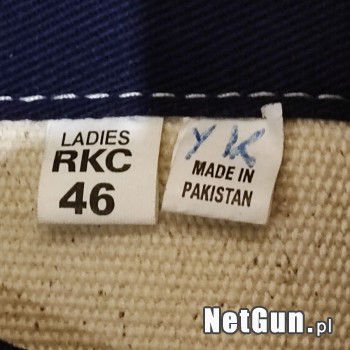 LADIES
RKC
46
YK
MADE IN
PAKISTAN
NetGun.pl